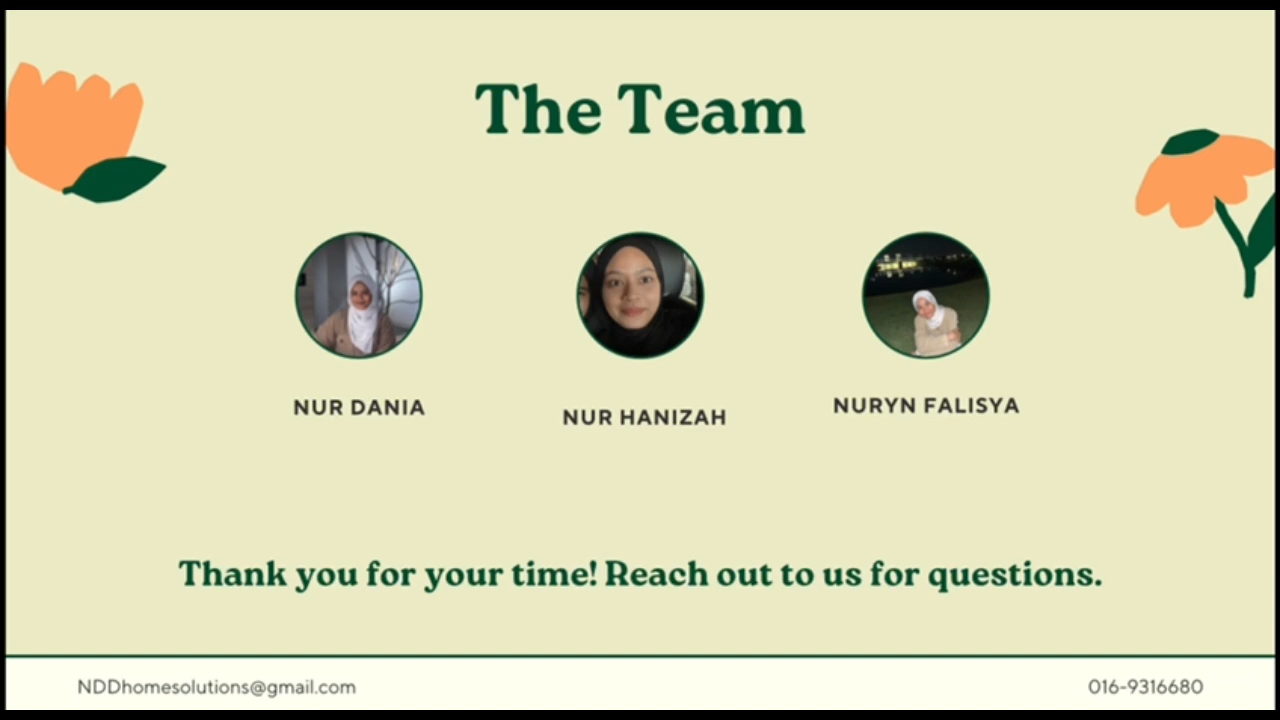 The Team
NUR DANIA
NUR HANIZAH
NURYN FALISYA
Thank you for your time! Reach out to us for questions.
NDDhomesolutions@gmail.com
016-9316680